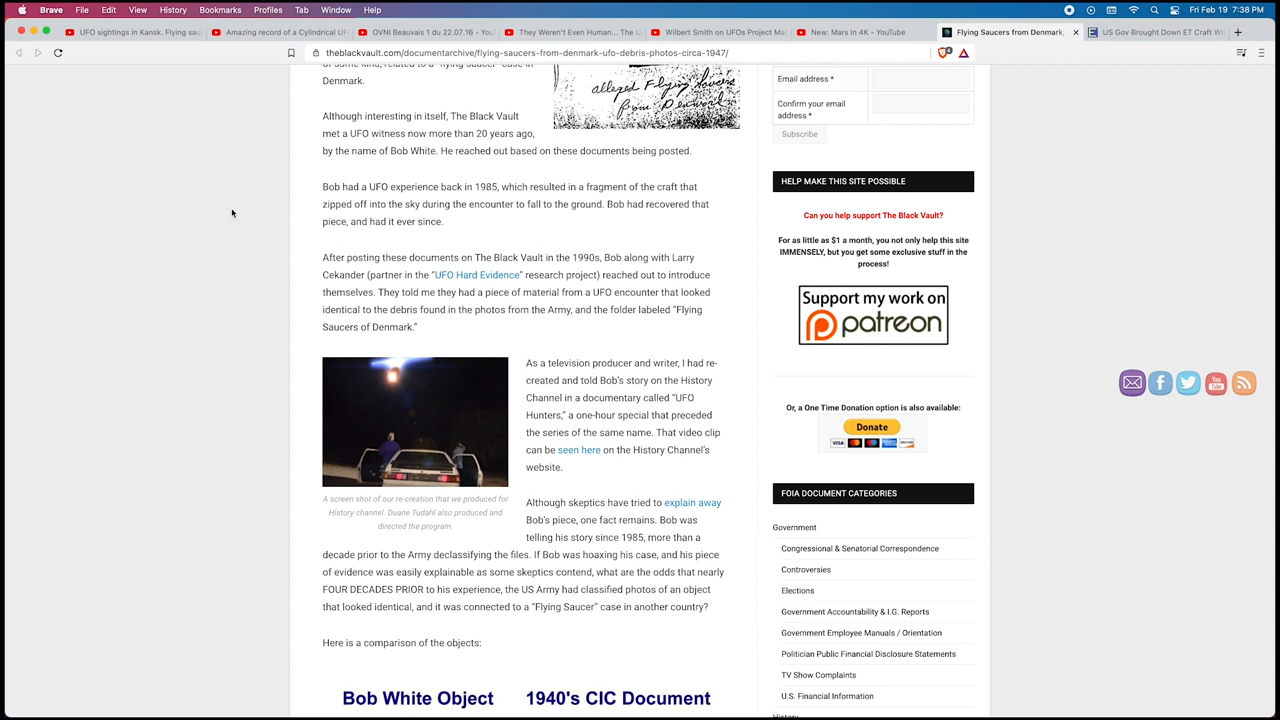 Brave File Edit View History Bookmarks Profiles Tab Window Help Fri Feb 19 7:38 PM
UFO sightings in Kansk. Flying sau Amazing record of a Cylindrical UF OVNI Beauvais 1 du 22.07.16 - You They Weren't Even Human... The U Wilbert Smith on UFOs Project Ma New: Mars In 4K - YouTube Flying Saucers from Denmark, US Gov Brought Down ET Craft Wi
theblackvault.com/documentarchive/flying-saucers-from-denmark-ufo-debris-photos-circa-1947/
of some kind, related to a "flying saucer" case in
Denmark.
alleged Flying Saucers
from Denmark
Although interesting in itself, The Black Vault
met a UFO witness now more than 20 years ago,
by the name of Bob White. He reached out based on these documents being posted.
Bob had a UFO experience back in 1985, which resulted in a fragment of the craft that
zipped off into the sky during the encounter to fall to the ground. Bob had recovered that
piece, and had it ever since.
After posting these documents on The Black Vault in the 1990s, Bob along with Larry
Cekander (partner in the "UFO Hard Evidence" research project) reached out to introduce
themselves. They told me they had a piece of material from a UFO encounter that looked
identical to the debris found in the photos from the Army, and the folder labeled "Flying
Saucers of Denmark."
As a television producer and writer, I had re-
created and told Bob's story on the History
Channel in a documentary called "UFO
Hunters," a one-hour special that preceded
the series of the same name. That video clip
can be seen here on the History Channel's
website.
A screen shot of our re-creation that we produced for
History channel. Duane Tudahl also produced and
directed the program.
Although skeptics have tried to explain away
Bob's piece, one fact remains. Bob was
telling his story since 1985, more than a
decade prior to the Army declassifying the files. If Bob was hoaxing his case, and his piece
of evidence was easily explainable as some skeptics contend, what are the odds that nearly
FOUR DECADES PRIOR to his experience, the US Army had classified photos of an object
that looked identical, and it was connected to a "Flying Saucer" case in another country?
Here is a comparison of the objects:
Bob White Object 1940's CIC Document
Email address *
Confirm your email
address *
Subscribe
HELP MAKE THIS SITE POSSIBLE
Can you help support The Black Vault?
For as little as $1 a month, you not only help this site
IMMENSELY, but you get some exclusive stuff in the
process!
Support my work on
patreon
Or, a One Time Donation option is also available:
Donate
VISA
FOIA DOCUMENT CATEGORIES
Government
Congressional & Senatorial Correspondence
Controversies
Elections
Government Accountability & I.G. Reports
Government Employee Manuals / Orientation
Politician Public Financial Disclosure Statements
TV Show Complaints
U.S. Financial Information
History